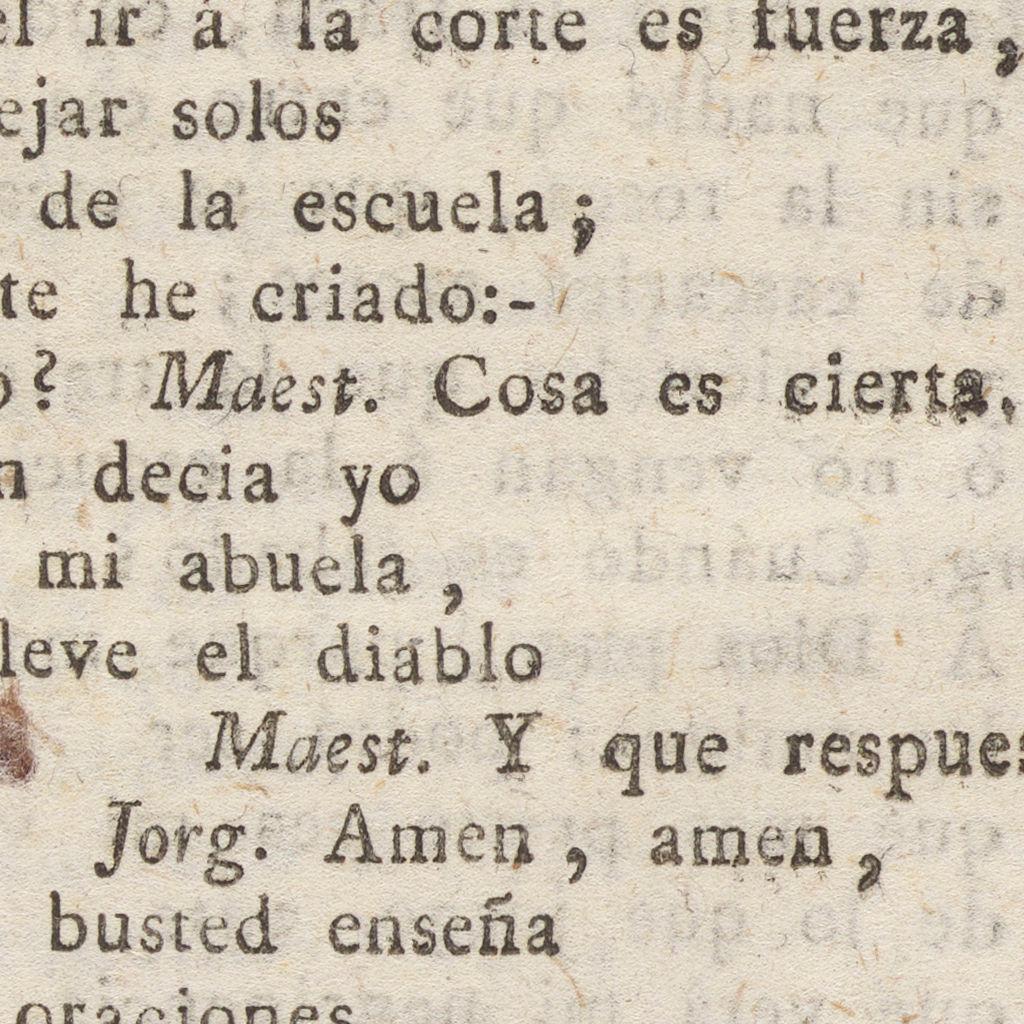 el ir á la corte es fuerza,
ejar solos
de la escuela;
te he criado:-
o? Maest. Cosa es cierta.
n decia yo
mi abuela,
leve el diablo
Maest. Y que respues
Jorg. Amen, amen,
busted enseña
oraciones